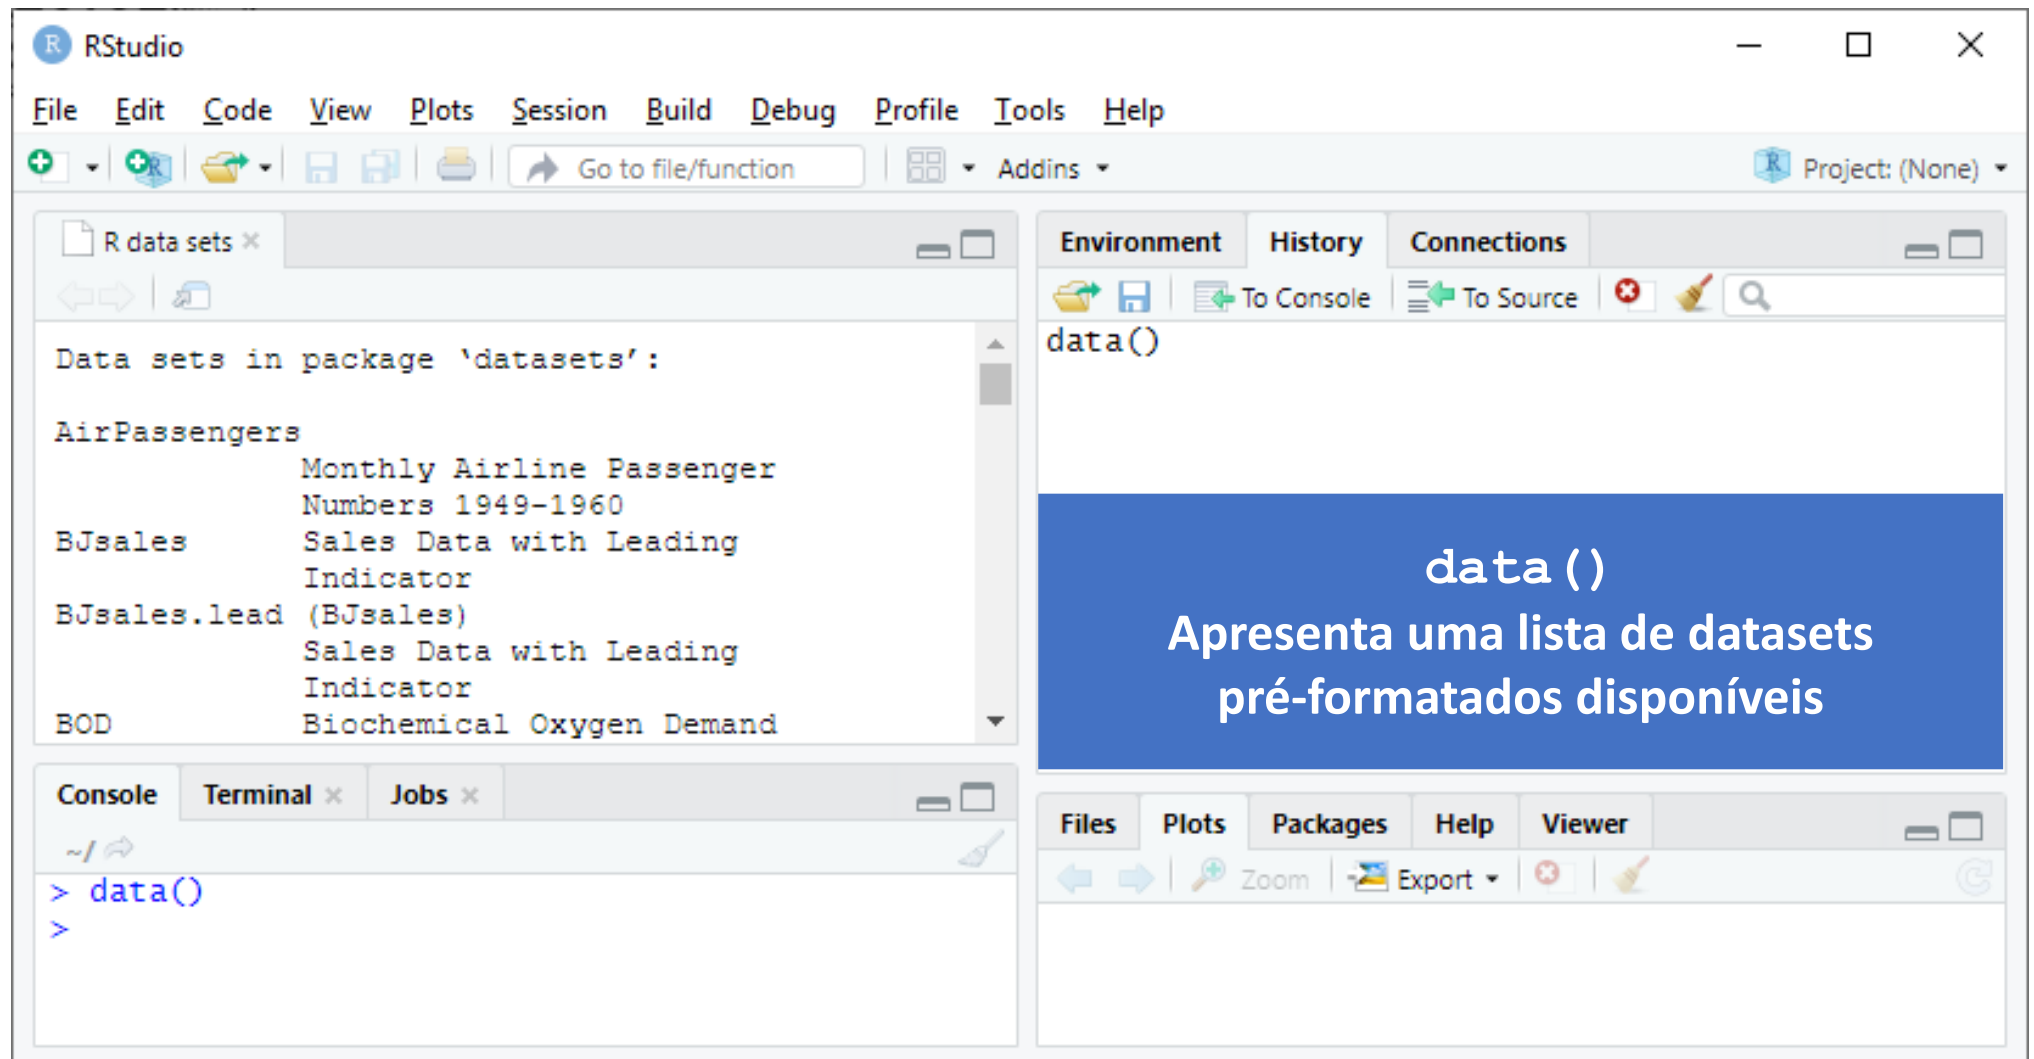 RStudio
File Edit Code View Plots Session Build Debug Profile Tools Help
Go to file/function Addins Project: (None)
R data sets
Data sets in package ‘datasets’:
AirPassengers
Monthly Airline Passenger
Numbers 1949-1960
BJsales Sales Data with Leading
Indicator
BJsales.lead (BJsales)
Sales Data with Leading
Indicator
BOD Biochemical Oxygen Demand
Console Terminal Jobs
~/
> data()
>
Environment History Connections
To Console To Source
data()
data()
Apresenta uma lista de datasets
pré-formatados disponíveis
Files Plots Packages Help Viewer
Zoom Export